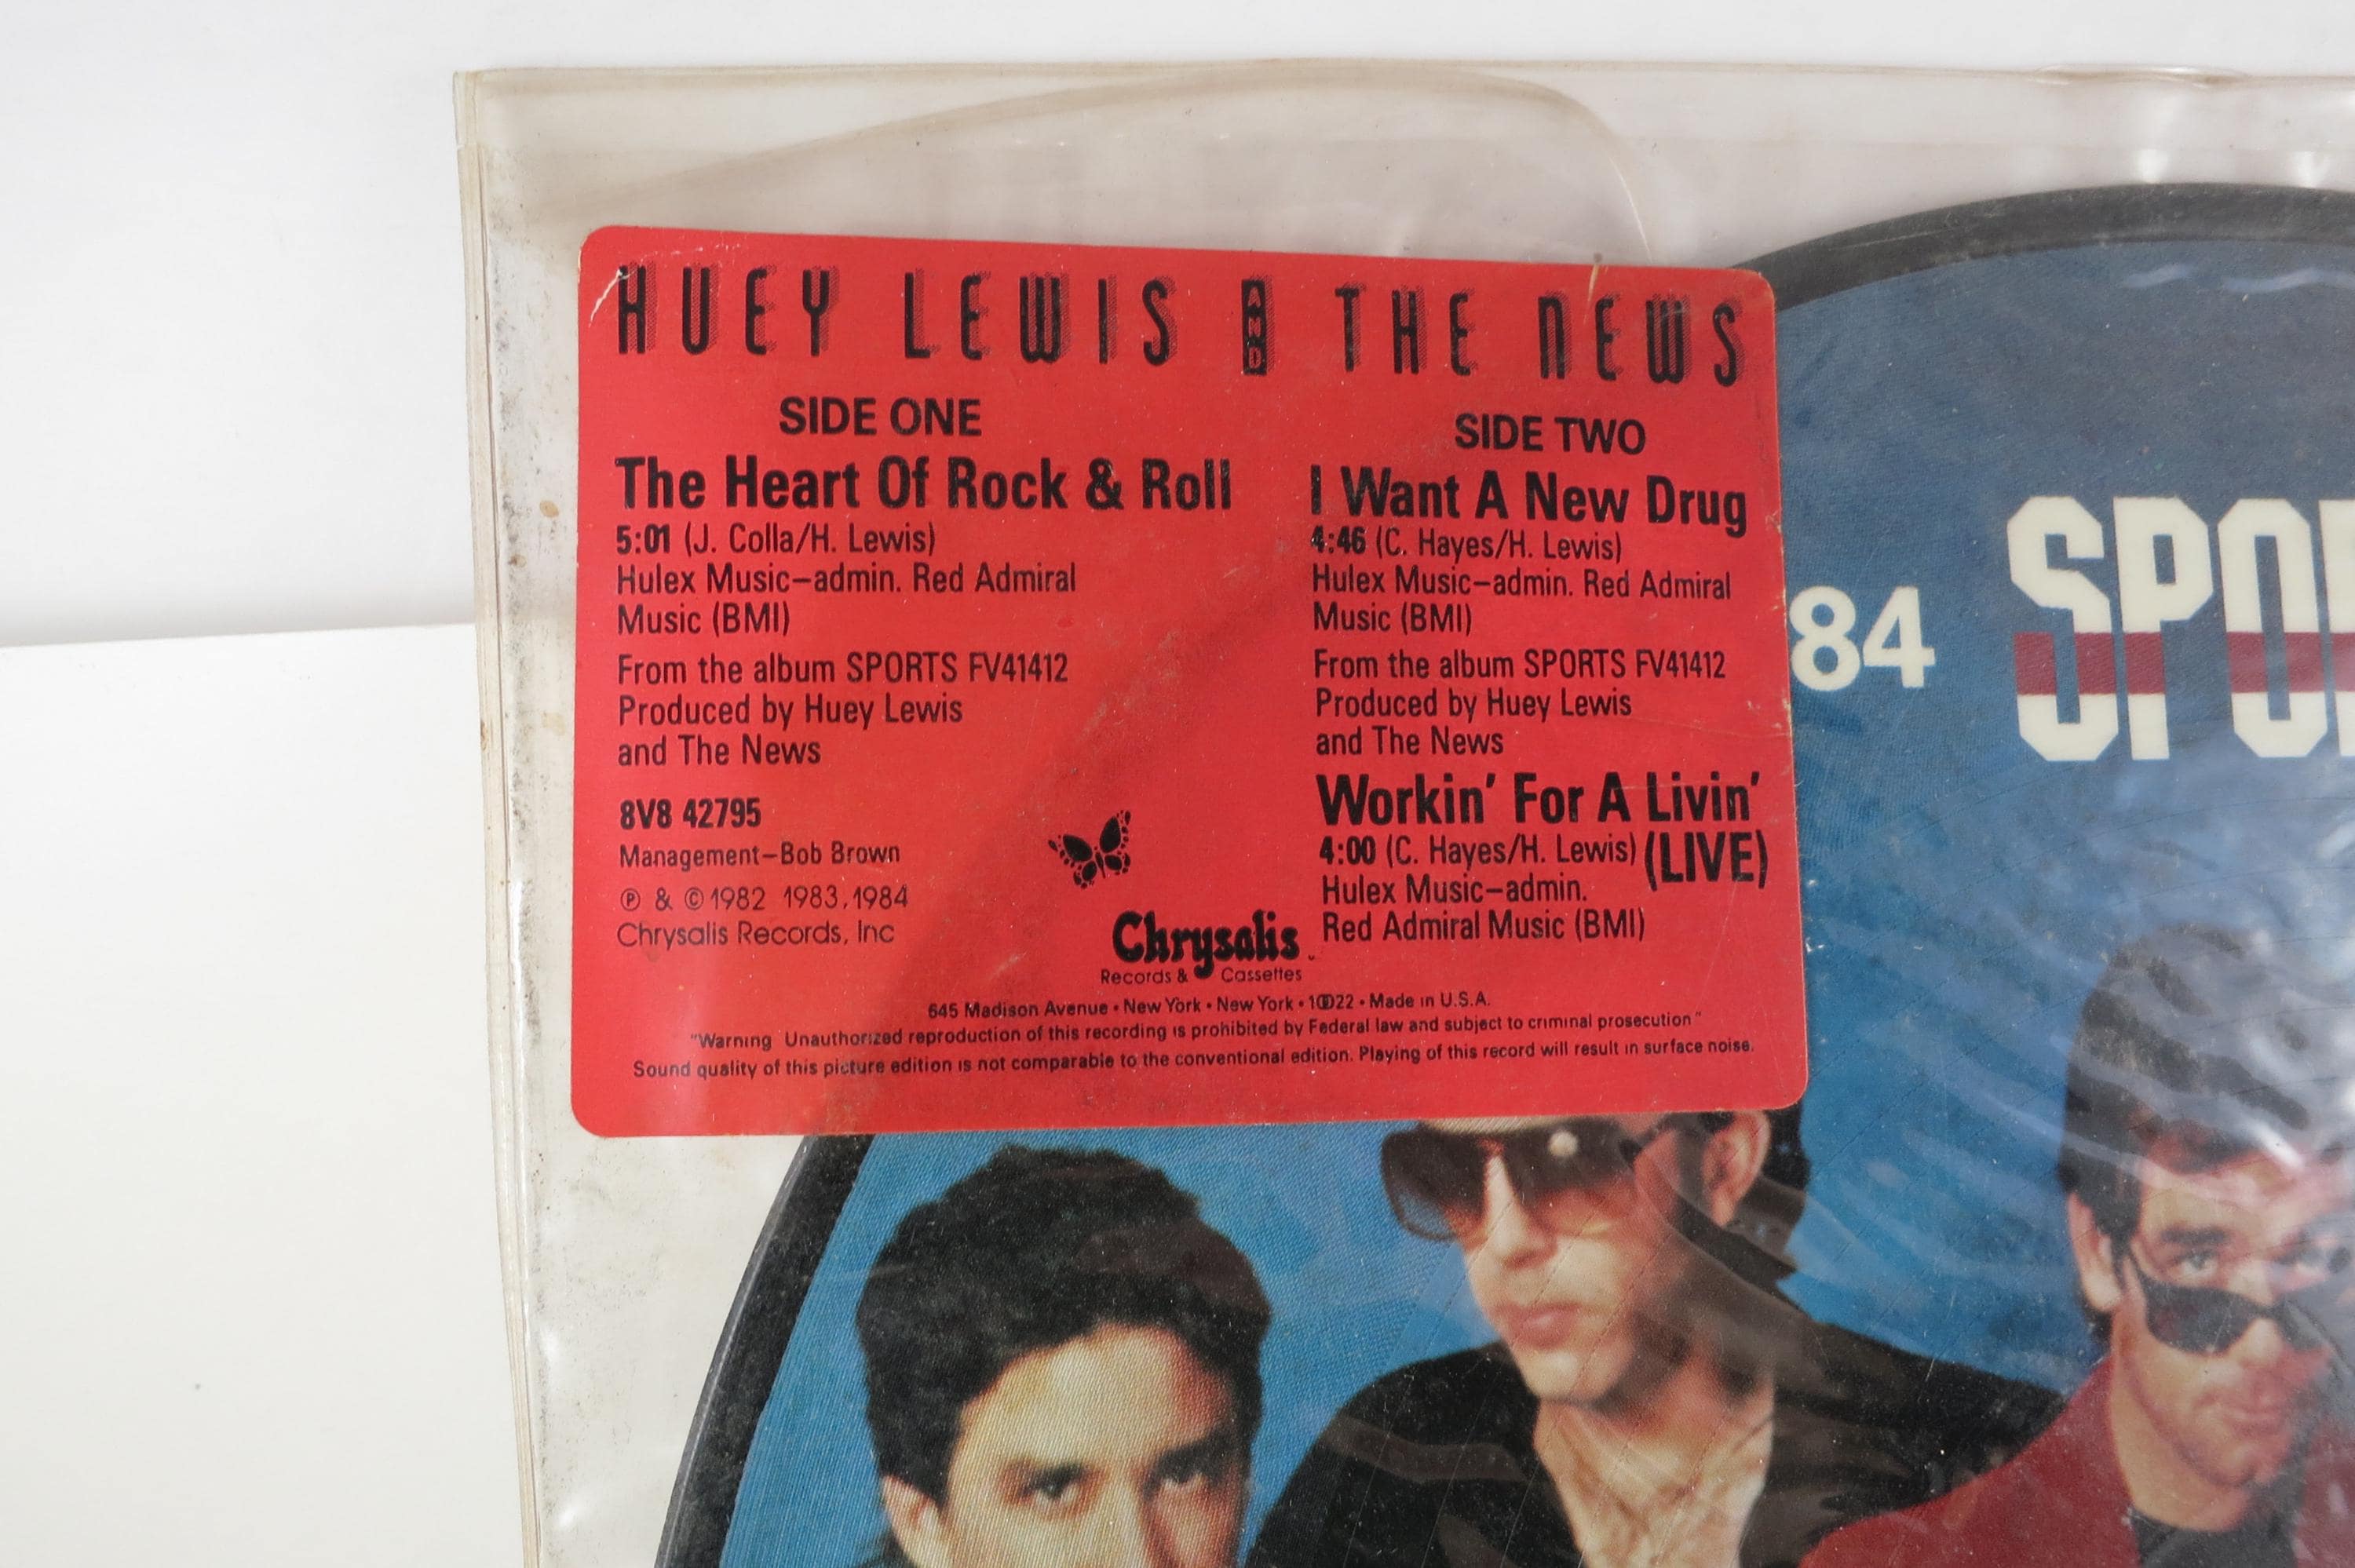 HUEY LEWIS AND THE NEWS
SIDE ONE
The Heart Of Rock & Roll
5:01 (J. Colla/H. Lewis)
Hulex Music–admin. Red Admiral
Music (BMI)
From the album SPORTS FV41412
Produced by Huey Lewis
and The News
8V8 42795
Management–Bob Brown
℗ & © 1982 1983, 1984
Chrysalis Records, Inc
SIDE TWO
I Want A New Drug
4:46 (C. Hayes/H. Lewis)
Hulex Music–admin. Red Admiral
Music (BMI)
From the album SPORTS FV41412
Produced by Huey Lewis
and The News
Workin' For A Livin'
4:00 (C. Hayes/H. Lewis) (LIVE)
Hulex Music–admin.
Red Admiral Music (BMI)
Chrysalis
Records & Cassettes
645 Madison Avenue • New York • New York • 10022 • Made in U.S.A.
"Warning Unauthorized reproduction of this recording is prohibited by Federal law and subject to criminal prosecution"
Sound quality of this picture edition is not comparable to the conventional edition. Playing of this record will result in surface noise.
84
SPO